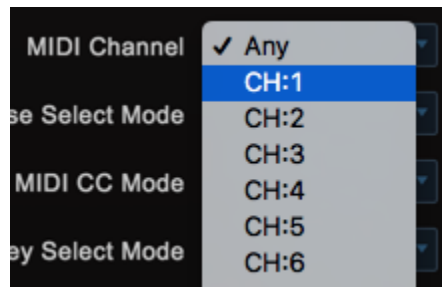 MIDI Channel ✓ Any
CH:1
se Select Mode CH:2
CH:3
MIDI CC Mode CH:4
CH:5
ey Select Mode CH:6